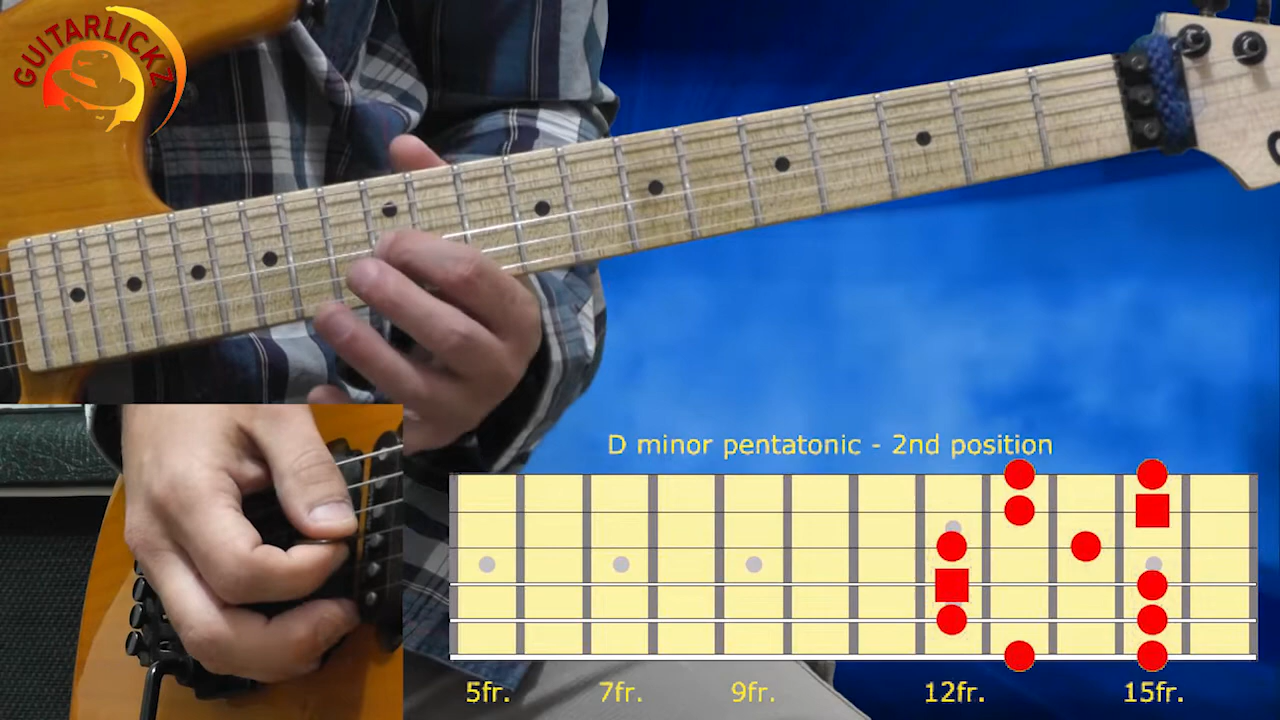 GUITARLICKZ
D minor pentatonic - 2nd position
5fr. 7fr. 9fr. 12fr. 15fr.